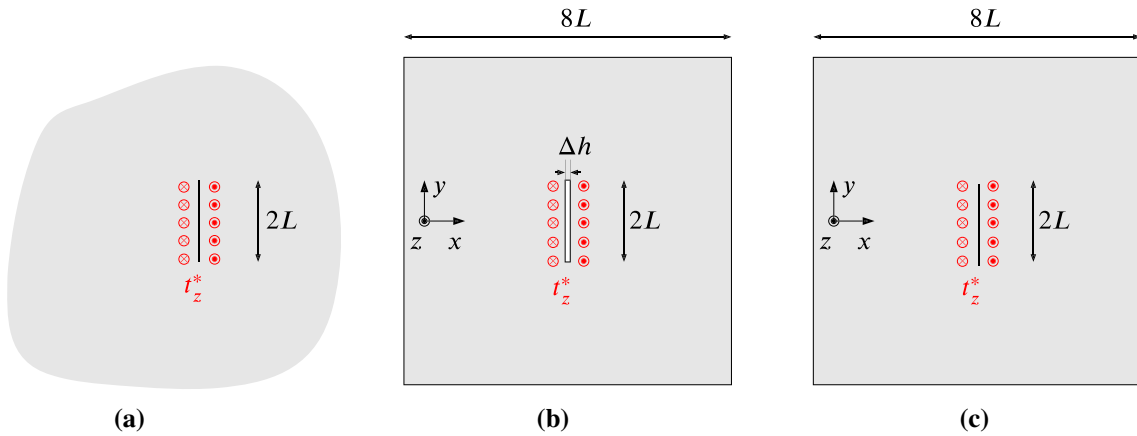 8L 8L
Δh
2L y 2L y 2L
z x z x
t*z t*z t*z
(a) (b) (c)